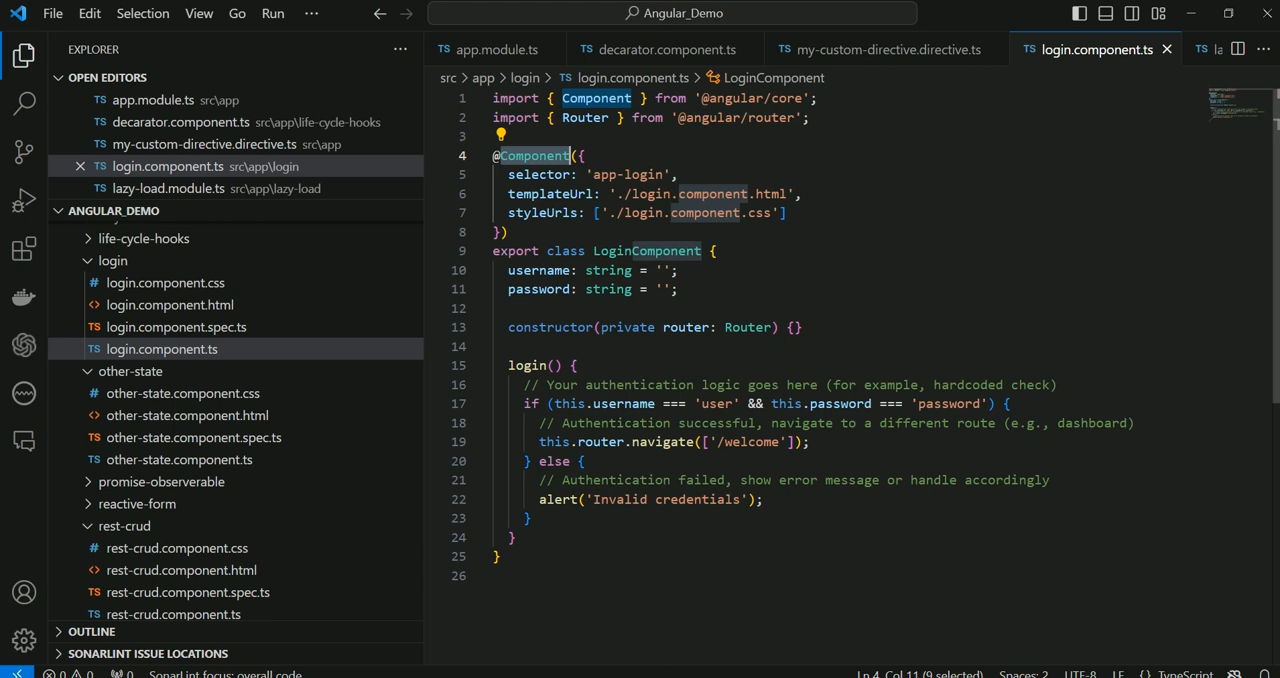 File Edit Selection View Go Run ···
Angular_Demo
EXPLORER
OPEN EDITORS
TS app.module.ts src\app
TS decarator.component.ts src\app\life-cycle-hooks
TS my-custom-directive.directive.ts src\app
TS login.component.ts src\app\login
TS lazy-load.module.ts src\app\lazy-load
ANGULAR_DEMO
life-cycle-hooks
login
# login.component.css
<> login.component.html
TS login.component.spec.ts
TS login.component.ts
other-state
# other-state.component.css
<> other-state.component.html
TS other-state.component.spec.ts
TS other-state.component.ts
promise-observerable
reactive-form
rest-crud
# rest-crud.component.css
<> rest-crud.component.html
TS rest-crud.component.spec.ts
TS rest-crud.component.ts
OUTLINE
SONARLINT ISSUE LOCATIONS
TS app.module.ts TS decarator.component.ts TS my-custom-directive.directive.ts TS login.component.ts TS
src > app > login > TS login.component.ts > LoginComponent
1 import { Component } from '@angular/core';
2 import { Router } from '@angular/router';
3
4 @Component({
5 selector: 'app-login',
6 templateUrl: './login.component.html',
7 styleUrls: ['./login.component.css']
8 })
9 export class LoginComponent {
10 username: string = '';
11 password: string = '';
12
13 constructor(private router: Router) {}
14
15 login() {
16 // Your authentication logic goes here (for example, hardcoded check)
17 if (this.username === 'user' && this.password === 'password') {
18 // Authentication successful, navigate to a different route (e.g., dashboard)
19 this.router.navigate(['/welcome']);
20 } else {
21 // Authentication failed, show error message or handle accordingly
22 alert('Invalid credentials');
23 }
24 }
25 }
26
0 0 0 SonarLint focus: overall code Ln 4, Col 11 (9 selected) Spaces: 2 UTF-8 LF {} TypeScript